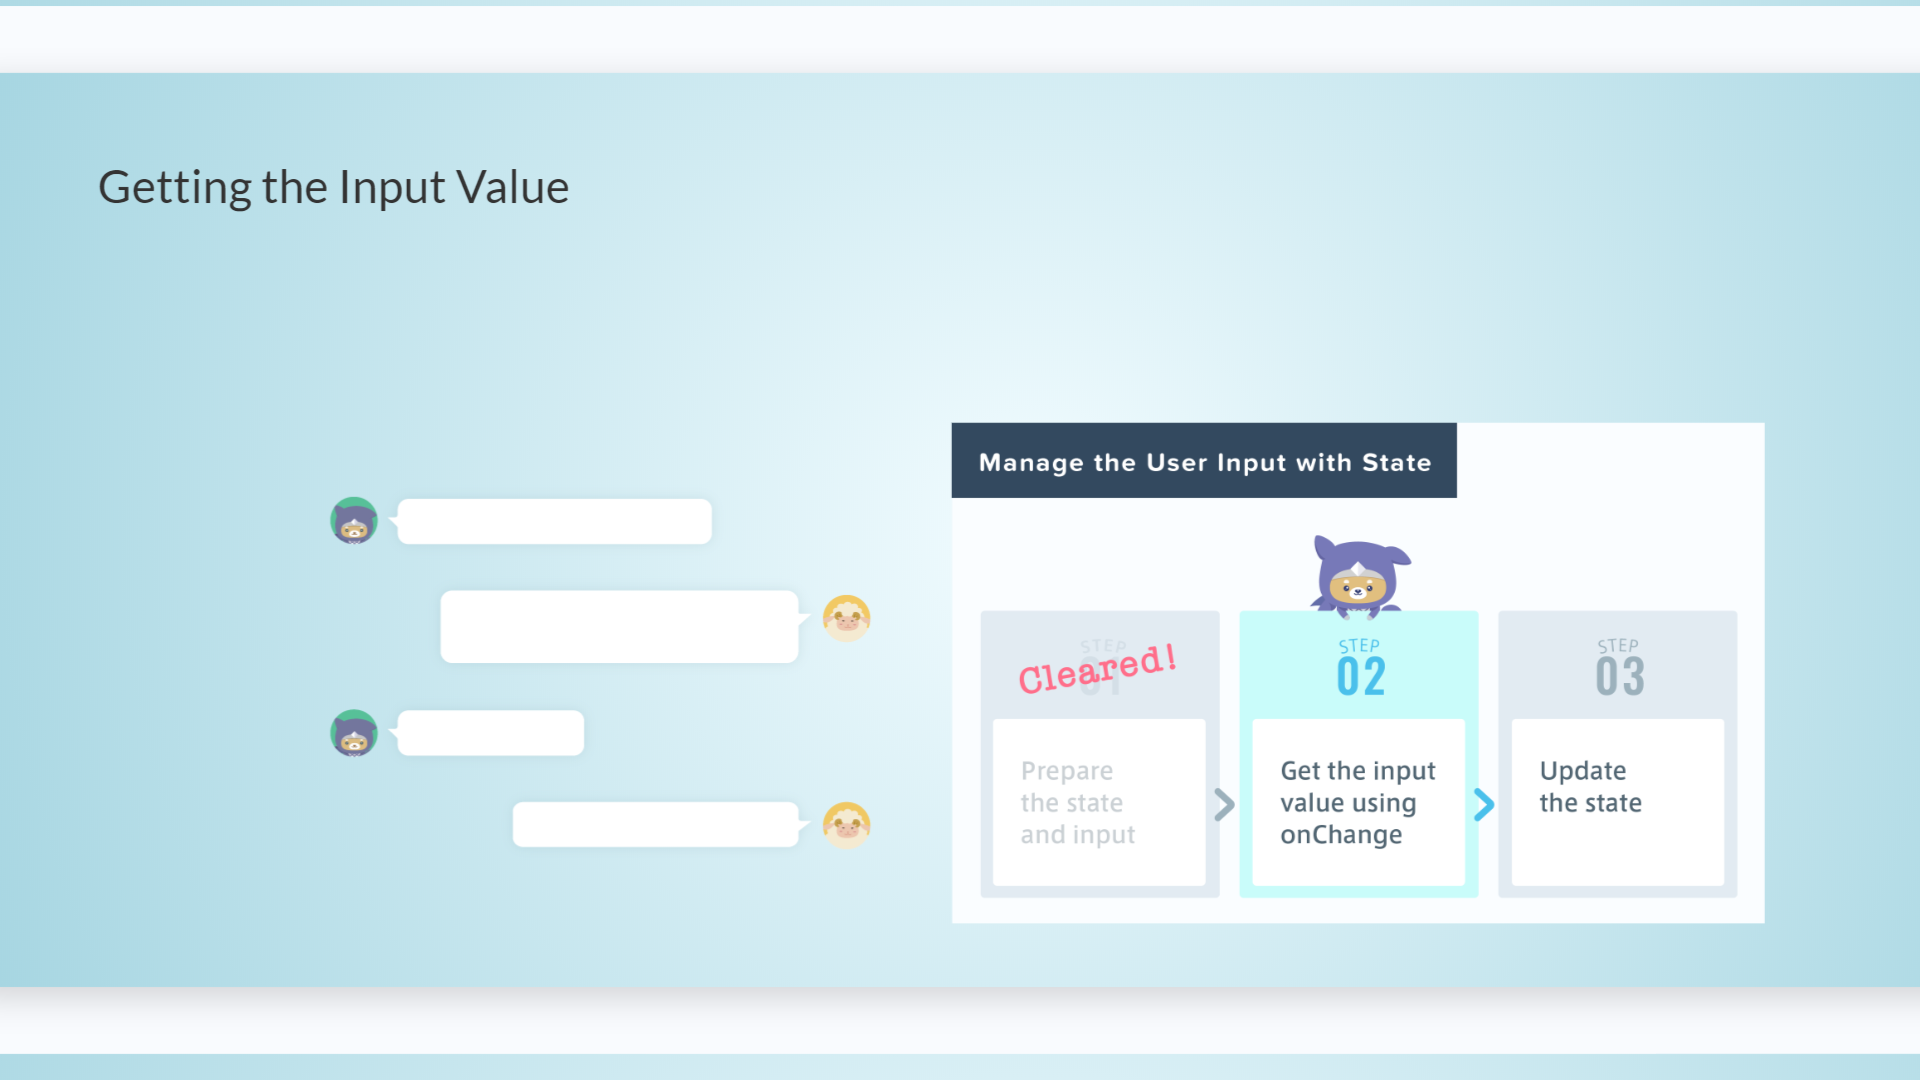 Getting the Input Value
Manage the User Input with State
STEP
01
Cleared!
Prepare
the state
and input
STEP
02
Get the input
value using
onChange
STEP
03
Update
the state